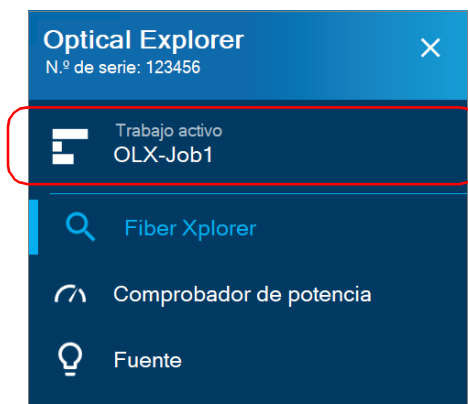 Optical Explorer
N.º de serie: 123456
Trabajo activo
OLX-Job1
Fiber Xplorer
Comprobador de potencia
Fuente